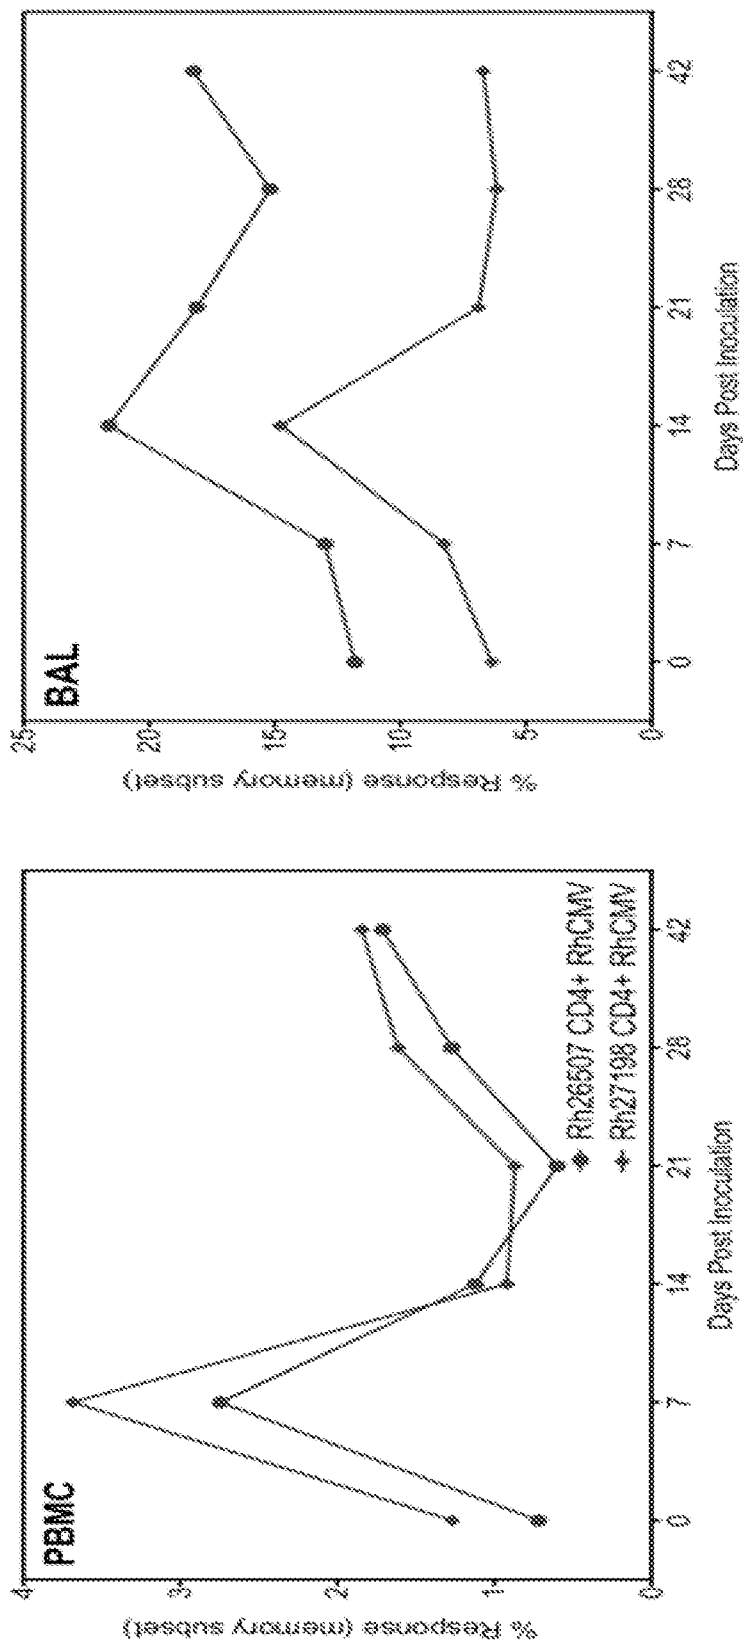 PBMC
% Response (memory subset)
4
3
2
1
0
0 7 14 21 28 42
Days Post Inoculation
Rh26507 CD4+ RhCMV
Rh27198 CD4+ RhCMV
BAL
% Response (memory subset)
25
20
15
10
5
0
0 7 14 21 28 42
Days Post Inoculation